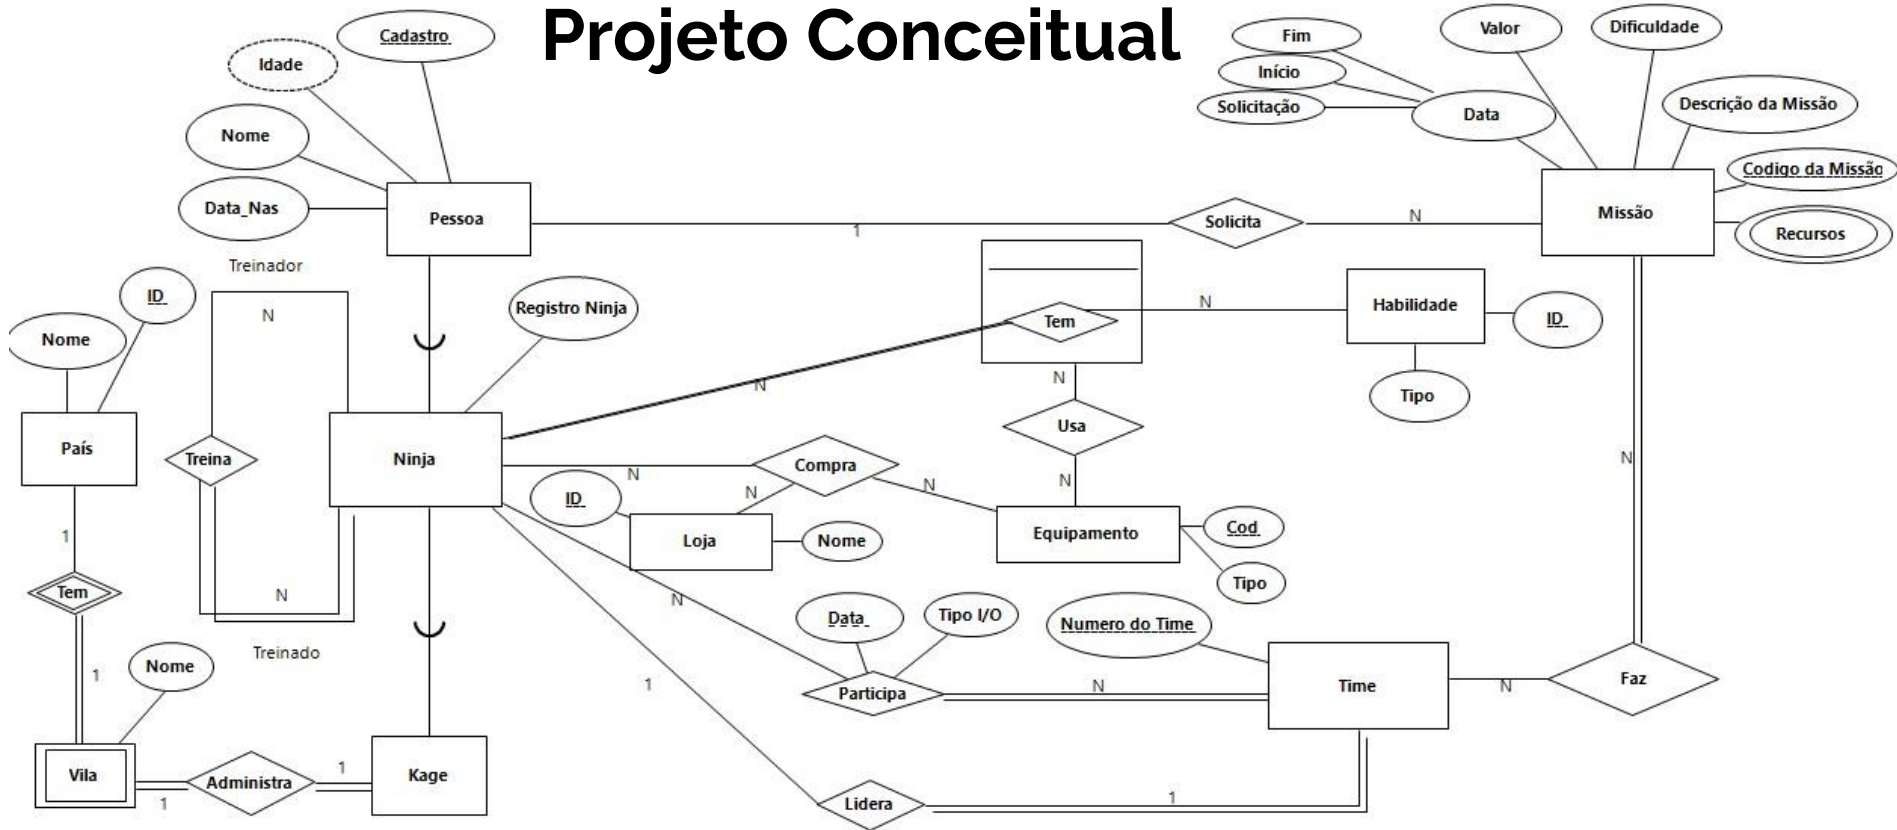 Projeto Conceitual
Cadastro
Idade
Nome
Data_Nas
Pessoa
1
Solicita
N
Fim
Início
Solicitação
Data
Valor
Dificuldade
Descrição da Missão
Codigo da Missão
Recursos
Missão
Treinador
N
Treina
N
Treinado
ID
Nome
País
1
Tem
1
Nome
Vila
1
Administra
1
Kage
Registro Ninja
Ninja
N
Tem
N
Habilidade
ID
Tipo
N
Usa
N
N
Compra
N
N
ID
Loja
Nome
Equipamento
Cod
Tipo
N
Data
Tipo I/O
Participa
N
Numero do Time
Time
N
Faz
N
1
Lidera
1